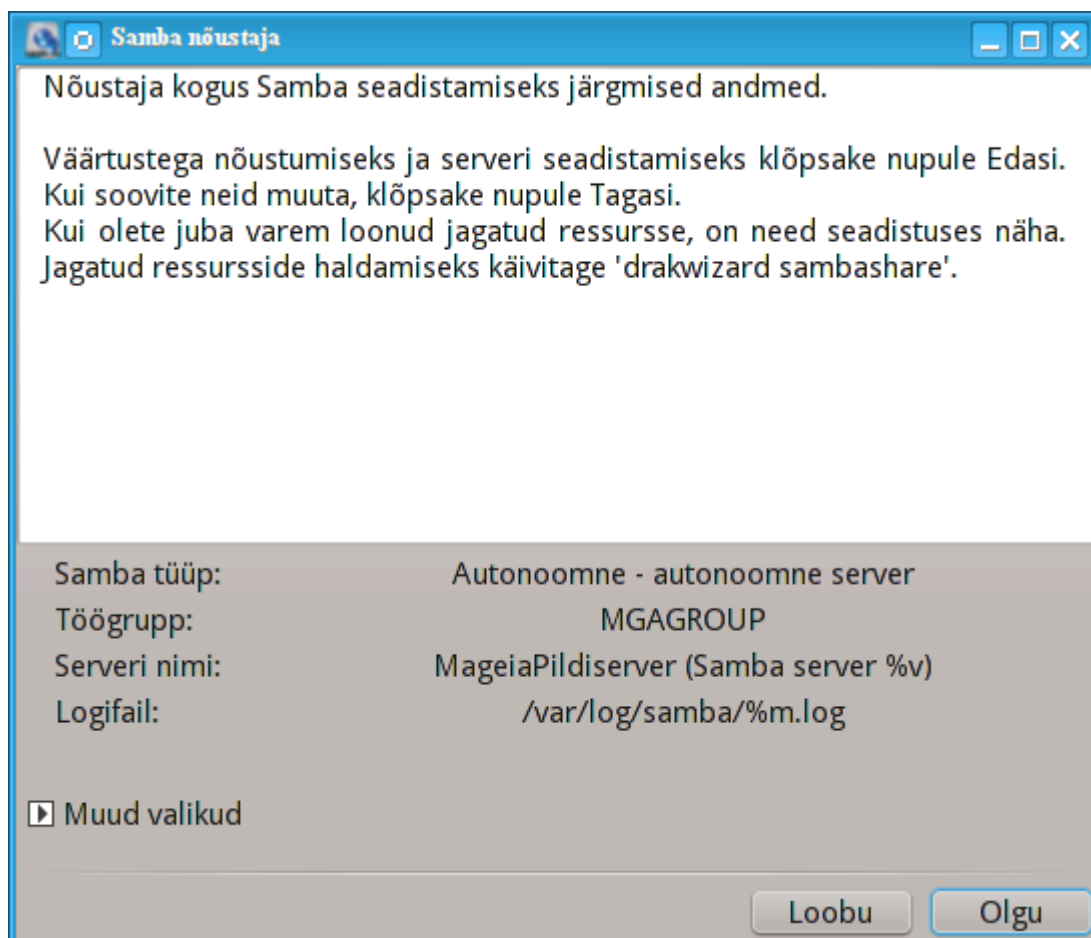 Samba nõustaja
Nõustaja kogus Samba seadistamiseks järgmised andmed.
Väärtustega nõustumiseks ja serveri seadistamiseks klõpsake nupule Edasi.
Kui soovite neid muuta, klõpsake nupule Tagasi.
Kui olete juba varem loonud jagatud ressursse, on need seadistuses näha.
Jagatud ressursside haldamiseks käivitage 'drakwizard sambashare'.
Samba tüüp: Autonoomne - autonoomne server
Töögrupp: MGAGROUP
Serveri nimi: MageiaPildiserver (Samba server %v)
Logifail: /var/log/samba/%m.log
Muud valikud
Loobu Olgu